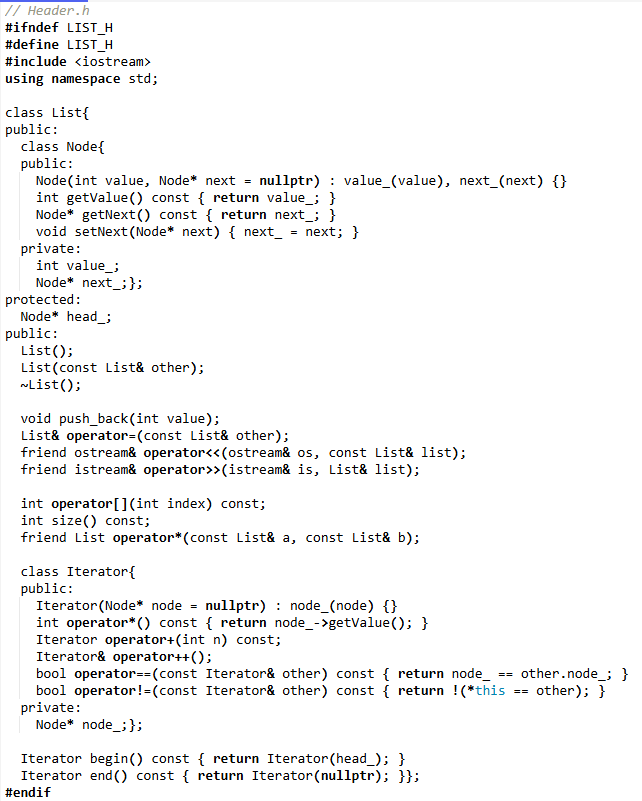 // Header.h
#ifndef LIST_H
#define LIST_H
#include <iostream>
using namespace std;

class List{
public:
  class Node{
  public:
    Node(int value, Node* next = nullptr) : value_(value), next_(next) {}
    int getValue() const { return value_; }
    Node* getNext() const { return next_; }
    void setNext(Node* next) { next_ = next; }
  private:
    int value_;
    Node* next_;};
protected:
  Node* head_;
public:
  List();
  List(const List& other);
  ~List();

  void push_back(int value);
  List& operator=(const List& other);
  friend ostream& operator<<(ostream& os, const List& list);
  friend istream& operator>>(istream& is, List& list);

  int operator[](int index) const;
  int size() const;
  friend List operator*(const List& a, const List& b);

  class Iterator{
  public:
    Iterator(Node* node = nullptr) : node_(node) {}
    int operator*() const { return node_->getValue(); }
    Iterator operator+(int n) const;
    Iterator& operator++();
    bool operator==(const Iterator& other) const { return node_ == other.node_; }
    bool operator!=(const Iterator& other) const { return !(*this == other); }
  private:
    Node* node_;};

  Iterator begin() const { return Iterator(head_); }
  Iterator end() const { return Iterator(nullptr); }};
#endif